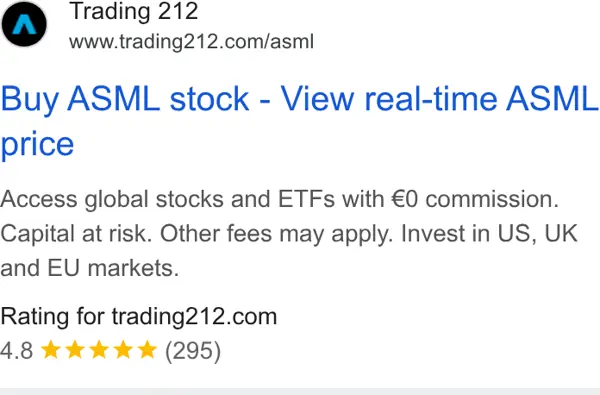 Trading 212
www.trading212.com/asml
Buy ASML stock - View real-time ASML
price
Access global stocks and ETFs with €0 commission.
Capital at risk. Other fees may apply. Invest in US, UK
and EU markets.
Rating for trading212.com
4.8 ★★★★★ (295)